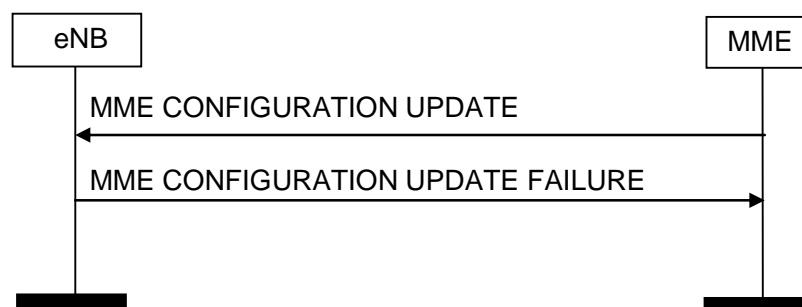 eNB
MME
MME CONFIGURATION UPDATE
MME CONFIGURATION UPDATE FAILURE